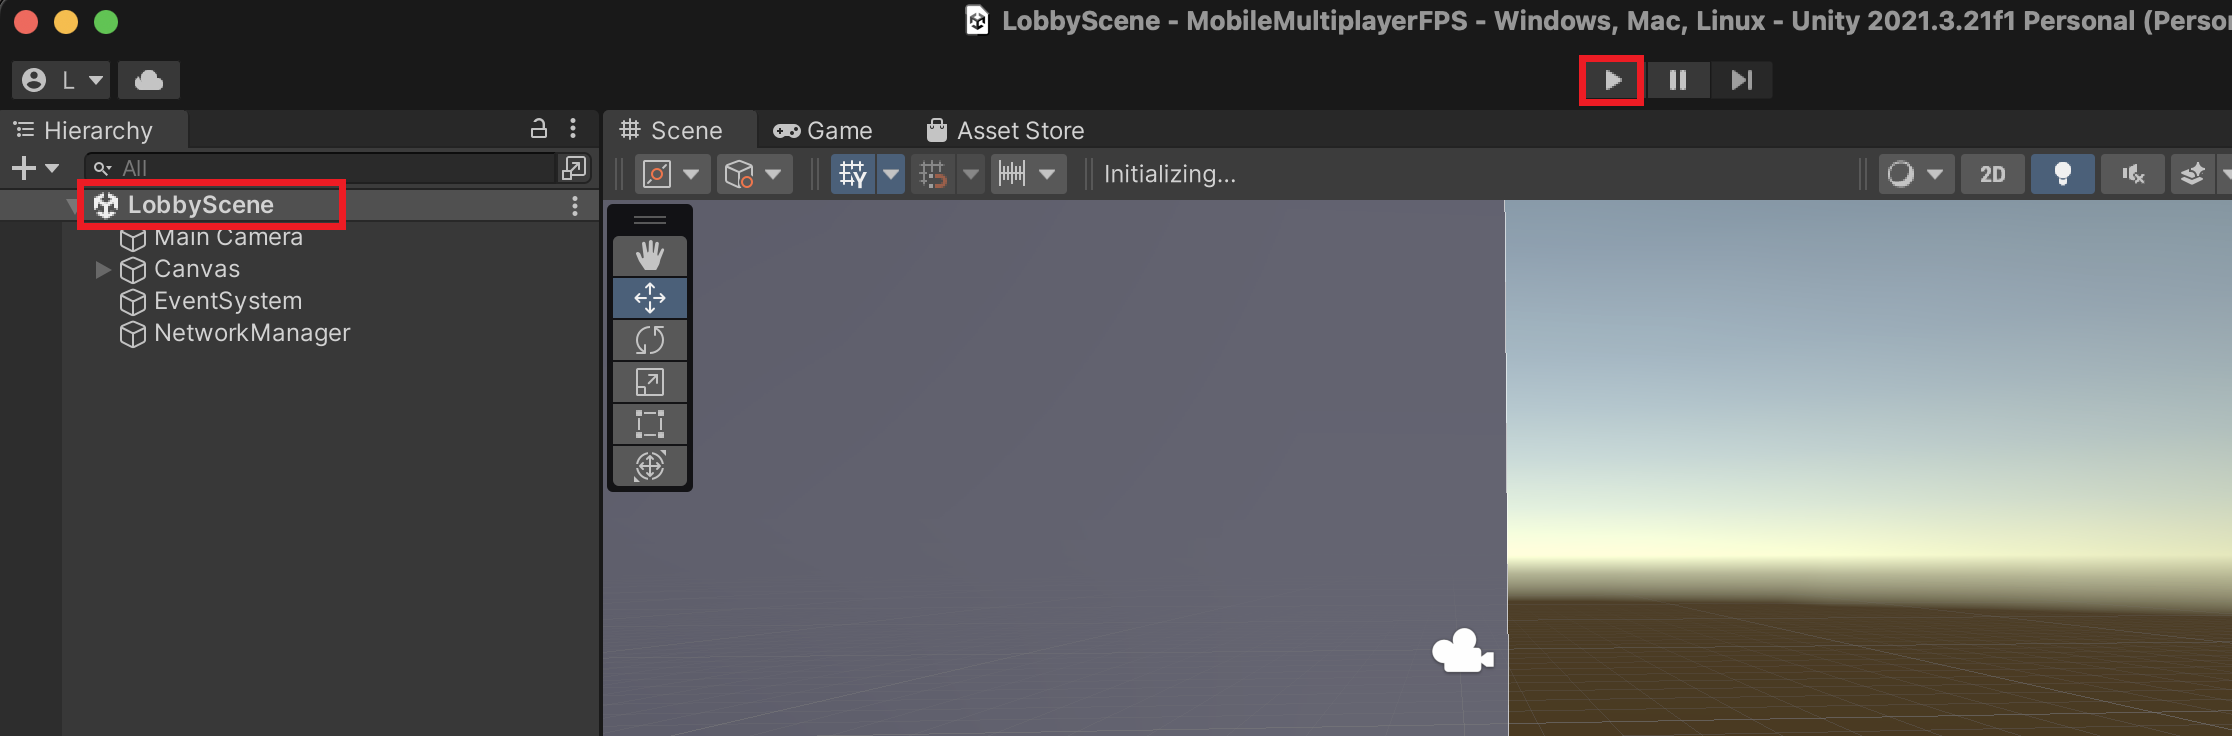 LobbyScene - MobileMultiplayerFPS - Windows, Mac, Linux - Unity 2021.3.21f1 Personal (Perso
L
Hierarchy
Scene Game Asset Store
All
Y Initializing... 2D
LobbyScene
Main Camera
Canvas
EventSystem
NetworkManager